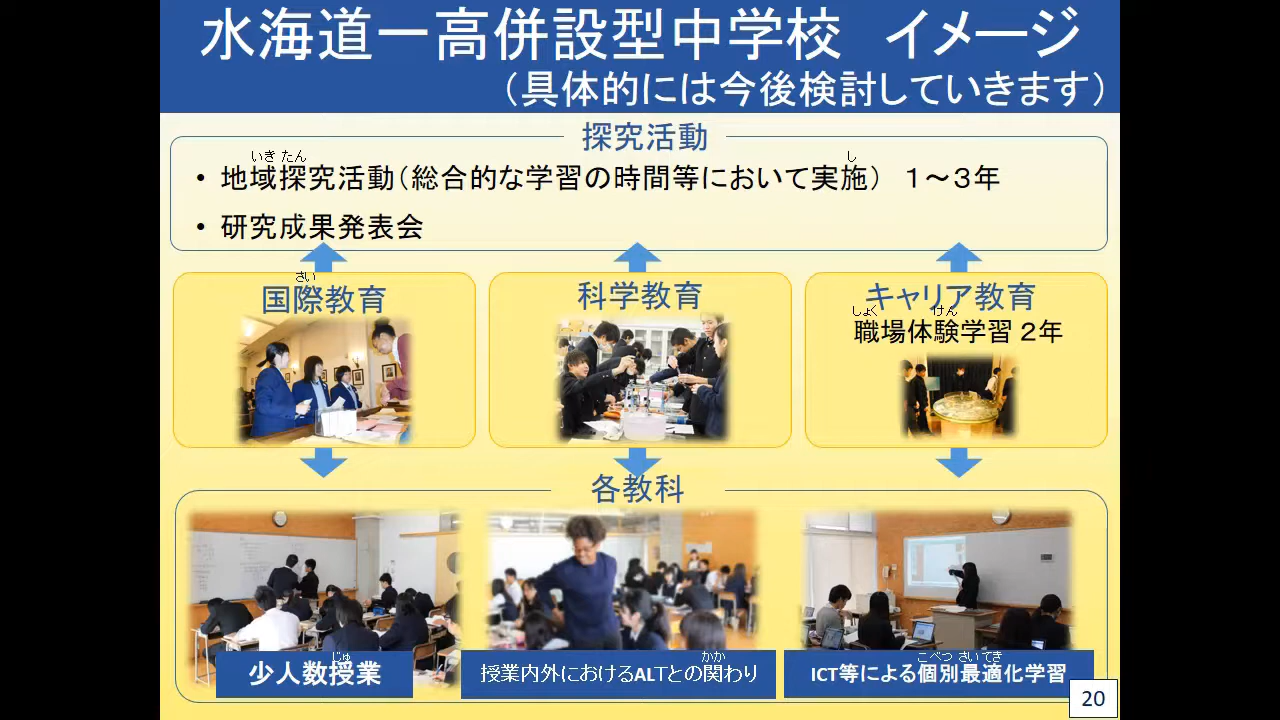 水海道一高併設型中学校　イメージ
（具体的には今後検討していきます）
探究活動
いき たん
し
・ 地域探究活動（総合的な学習の時間等において実施）　１～３年
・ 研究成果発表会
さい
国際教育
科学教育
キャリア教育
しょく けん
職場体験学習 ２年
各教科
じゅ
少人数授業
かか
授業内外におけるALTとの関わり
こべつ さいてき
ICT等による個別最適化学習
20